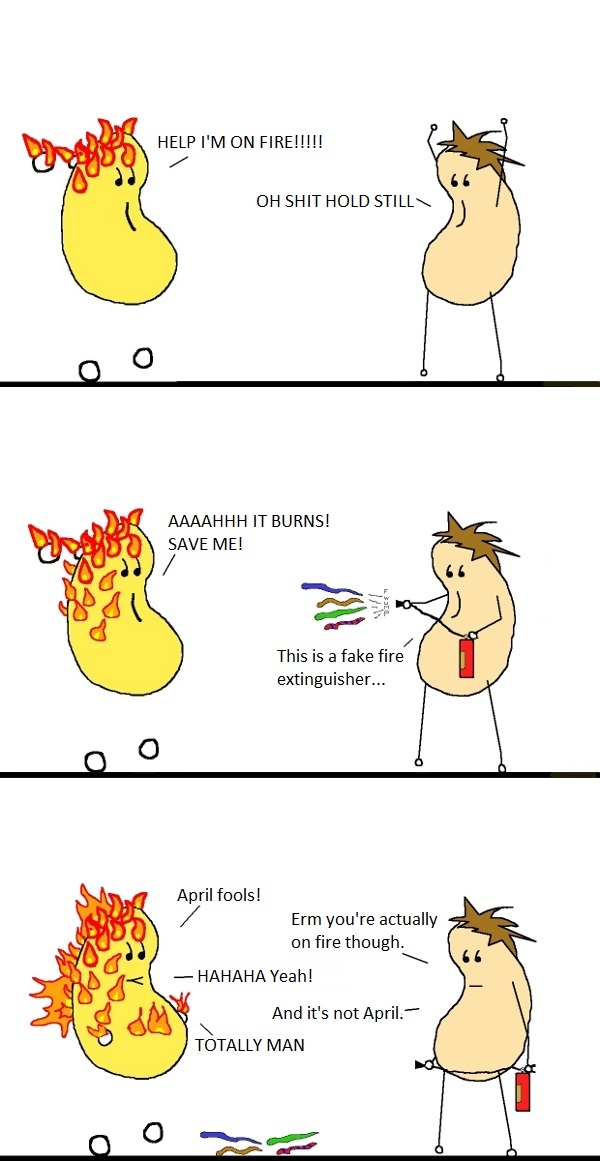 HELP I'M ON FIRE!!!!!
OH SHIT HOLD STILL
AAAAHHH IT BURNS!
SAVE ME!
FWUMP
This is a fake fire
extinguisher...
April fools!
Erm you're actually
on fire though.
HAHAHA Yeah!
And it's not April.
TOTALLY MAN